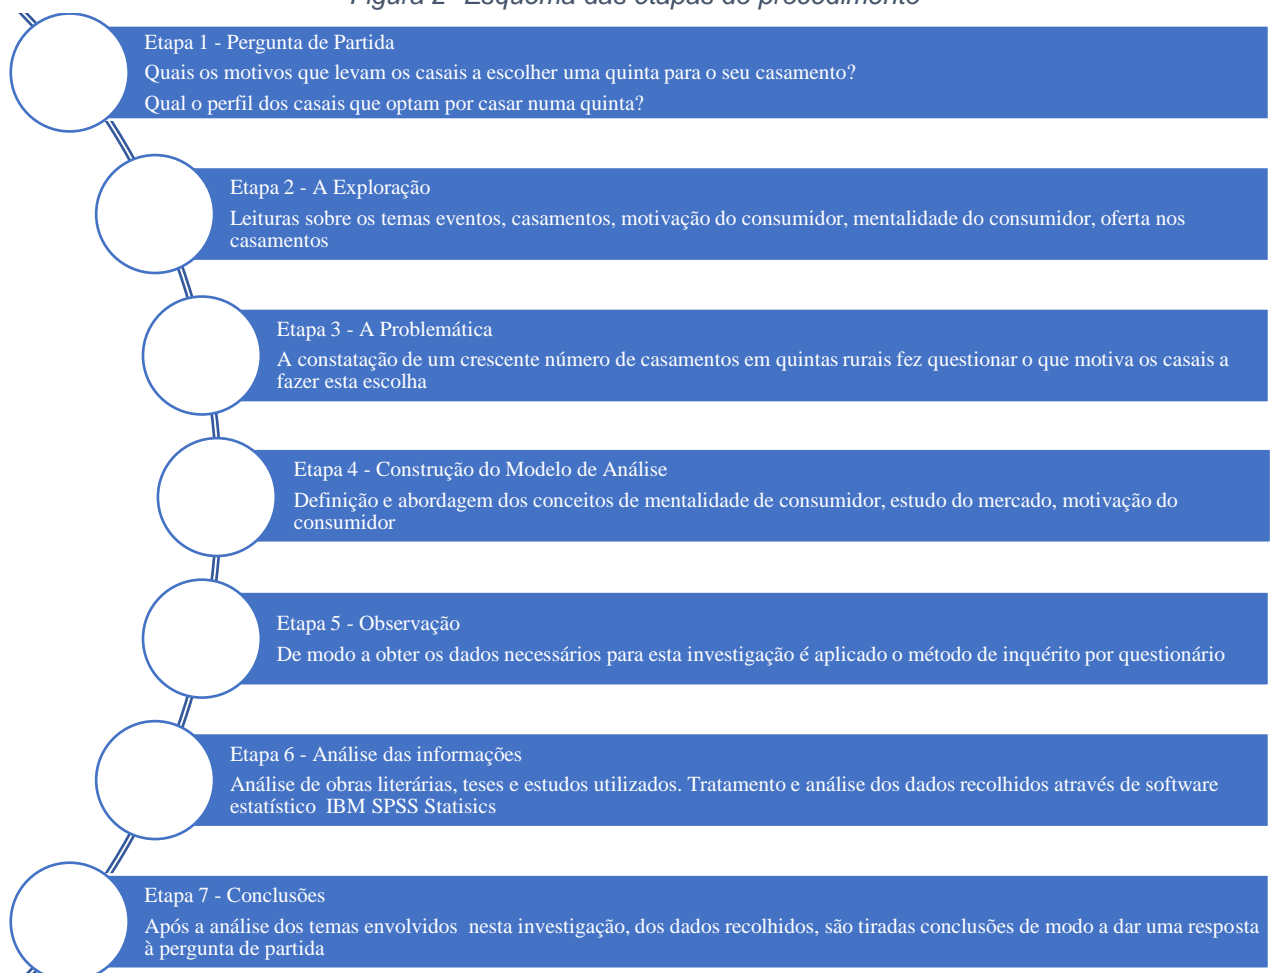 Figura 2- Esquema das etapas do procedimento
Etapa 1 - Pergunta de Partida
Quais os motivos que levam os casais a escolher uma quinta para o seu casamento?
Qual o perfil dos casais que optam por casar numa quinta?
Etapa 2 - A Exploração
Leituras sobre os temas eventos, casamentos, motivação do consumidor, mentalidade do consumidor, oferta nos
casamentos
Etapa 3 - A Problemática
A constatação de um crescente número de casamentos em quintas rurais fez questionar o que motiva os casais a
fazer esta escolha
Etapa 4 - Construção do Modelo de Análise
Definição e abordagem dos conceitos de mentalidade de consumidor, estudo do mercado, motivação do
consumidor
Etapa 5 - Observação
De modo a obter os dados necessários para esta investigação é aplicado o método de inquérito por questionário
Etapa 6 - Análise das informações
Análise de obras literárias, teses e estudos utilizados. Tratamento e análise dos dados recolhidos através de software
estatístico IBM SPSS Statisics
Etapa 7 - Conclusões
Após a análise dos temas envolvidos nesta investigação, dos dados recolhidos, são tiradas conclusões de modo a dar uma resposta
à pergunta de partida